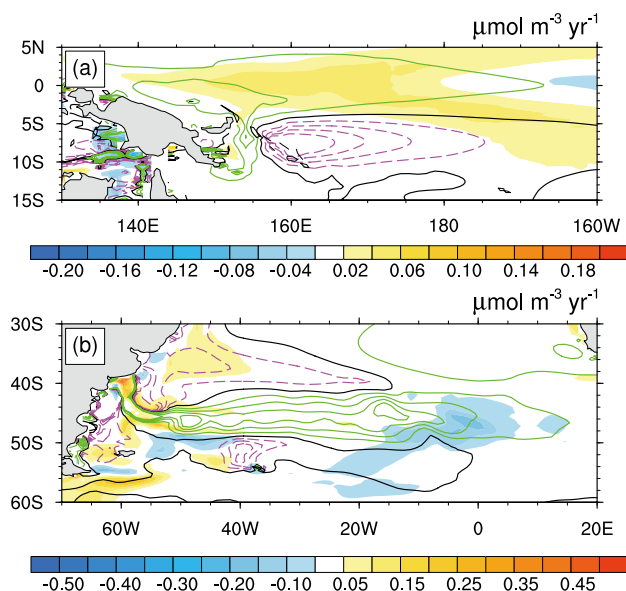 μmol m-3 yr-1
5N
(a)
0
5S
10S
15S
140E 160E 180 160W
-0.20 -0.16 -0.12 -0.08 -0.04 0.02 0.06 0.10 0.14 0.18
μmol m-3 yr-1
30S
(b)
40S
50S
60S
60W 40W 20W 0 20E
-0.50 -0.40 -0.30 -0.20 -0.10 0.05 0.15 0.25 0.35 0.45